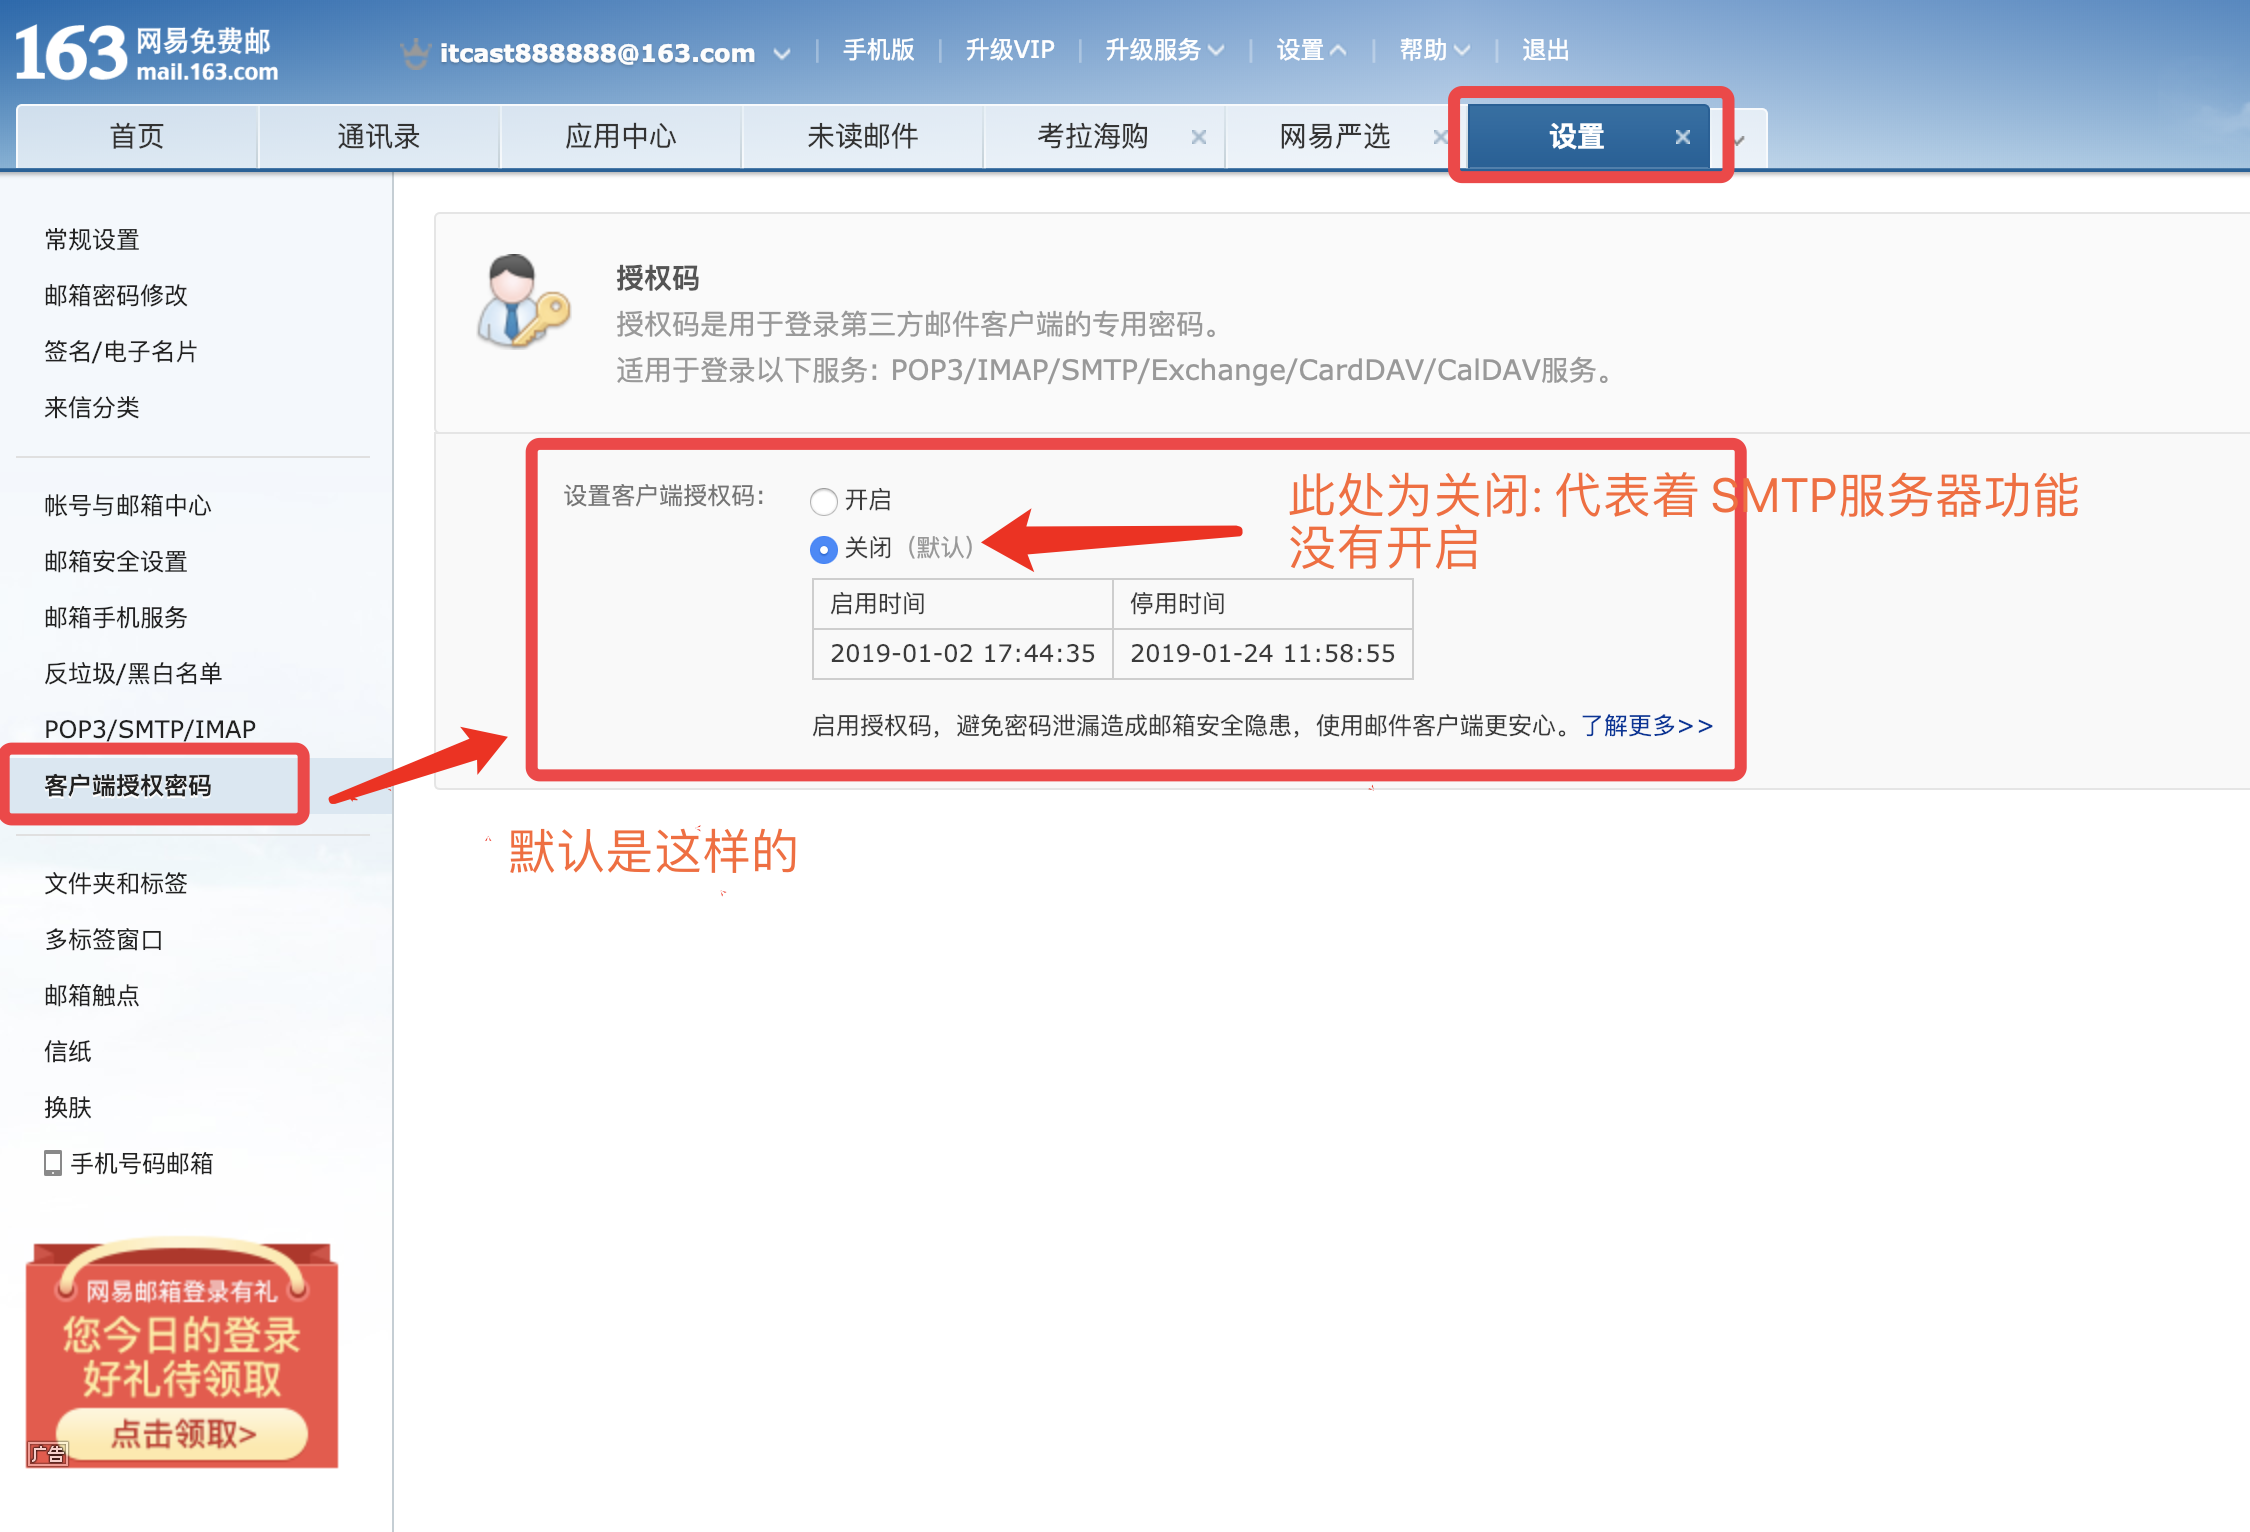 163 网易免费邮
mail.163.com
itcast888888@163.com
手机版
升级VIP
升级服务
设置
帮助
退出
首页
通讯录
应用中心
未读邮件
考拉海购
网易严选
设置
常规设置
邮箱密码修改
签名/电子名片
来信分类
帐号与邮箱中心
邮箱安全设置
邮箱手机服务
反垃圾/黑白名单
POP3/SMTP/IMAP
客户端授权密码
文件夹和标签
多标签窗口
邮箱触点
信纸
换肤
手机号码邮箱
网易邮箱登录有礼
您今日的登录
好礼待领取
点击领取>
广告
授权码
授权码是用于登录第三方邮件客户端的专用密码。
适用于登录以下服务: POP3/IMAP/SMTP/Exchange/CardDAV/CalDAV服务。
设置客户端授权码:
开启
关闭 (默认)
此处为关闭: 代表着 SMTP服务器功能
没有开启
启用时间 停用时间
2019-01-02 17:44:35 2019-01-24 11:58:55
启用授权码，避免密码泄漏造成邮箱安全隐患，使用邮件客户端更安心。了解更多>>
默认是这样的